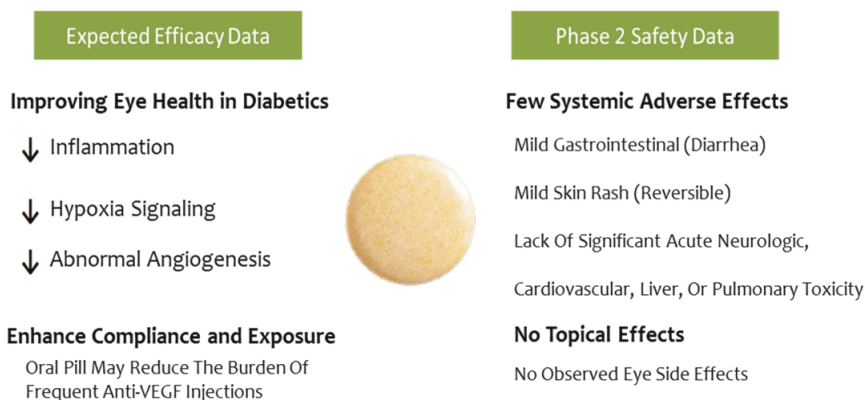 Expected Efficacy Data
Improving Eye Health in Diabetics
↓ Inflammation
↓ Hypoxia Signaling
↓ Abnormal Angiogenesis
Enhance Compliance and Exposure
Oral Pill May Reduce The Burden Of
Frequent Anti-VEGF Injections
Phase 2 Safety Data
Few Systemic Adverse Effects
Mild Gastrointestinal (Diarrhea)
Mild Skin Rash (Reversible)
Lack Of Significant Acute Neurologic,
Cardiovascular, Liver, Or Pulmonary Toxicity
No Topical Effects
No Observed Eye Side Effects